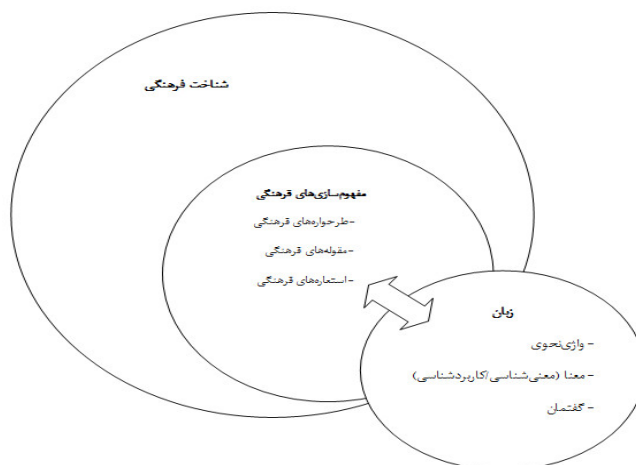 شناخت فرهنگی
مفهوم‌سازی‌های فرهنگی
-طرحواره‌های فرهنگی
-مقوله‌های فرهنگی
-استعاره‌های فرهنگی
زبان
- واژی‌نحوی
- معنا (معنی‌شناسی/کاربردشناسی)
- گفتمان